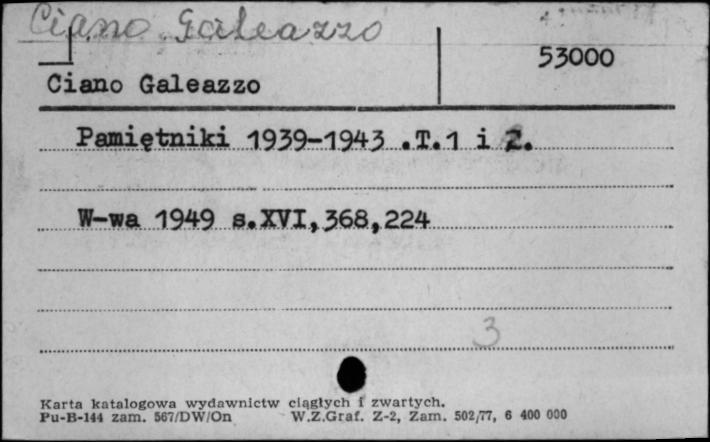 Ciano Galeazzo
53000
Ciano Galeazzo
Pamiętniki 1939-1943 .T.1 i 2.
W-wa 1949 s.XVI,368,224
3
Karta katalogowa wydawnictw ciągłych i zwartych.
Pu-B-144 zam. 567/DW/On W.Z.Graf. Z-2, Zam. 502/77, 6 400 000